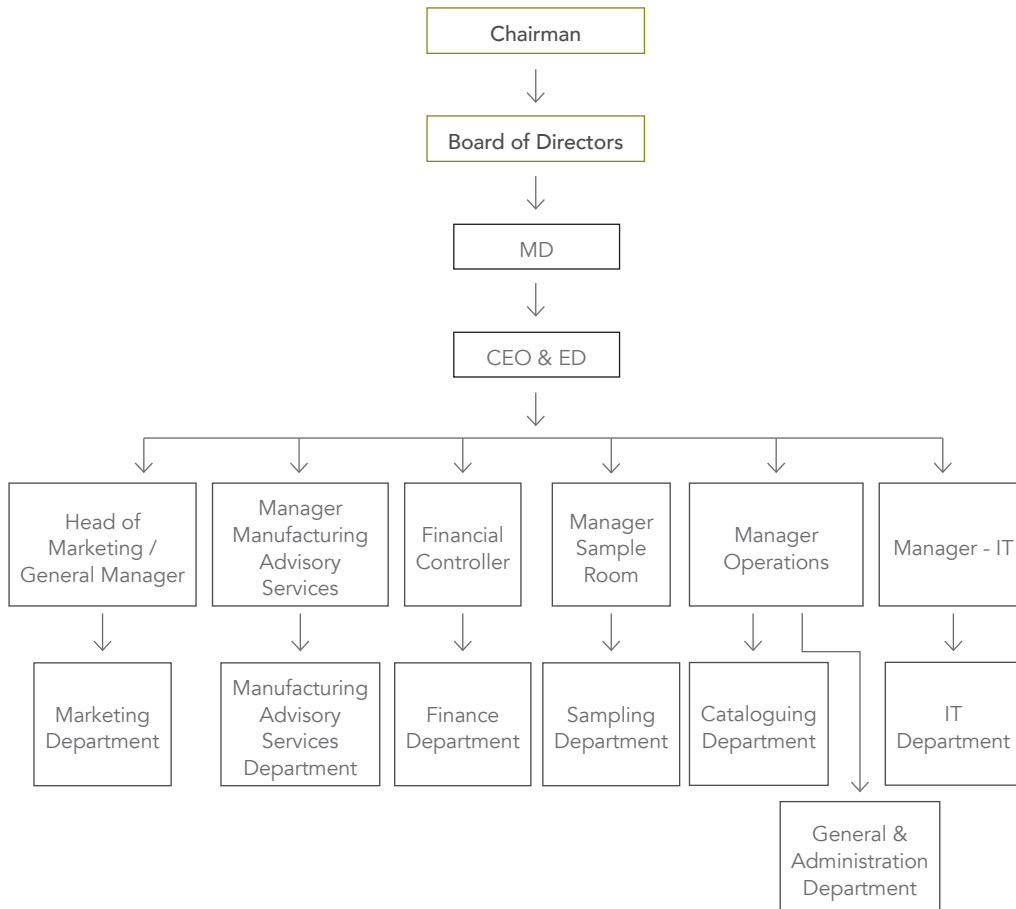 Chairman
Board of Directors
MD
CEO & ED
Head of
Marketing /
General Manager
Manager
Manufacturing
Advisory
Services
Financial
Controller
Manager
Sample
Room
Manager
Operations
Manager - IT
Marketing
Department
Manufacturing
Advisory
Services
Department
Finance
Department
Sampling
Department
Cataloguing
Department
IT
Department
General &
Administration
Department